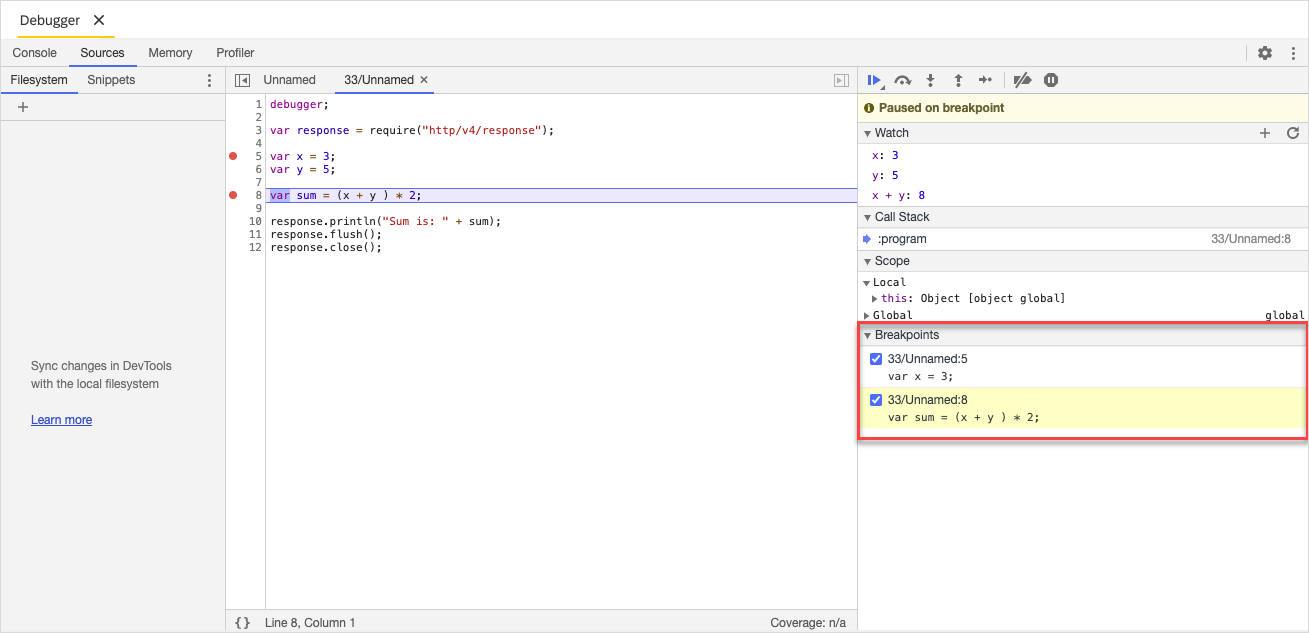 Debugger
Console Sources Memory Profiler
Filesystem Snippets
Sync changes in DevTools
with the local filesystem
Learn more
Unnamed 33/Unnamed
1 debugger;
2
3 var response = require("http/v4/response");
4
5 var x = 3;
6 var y = 5;
7
8 var sum = (x + y ) * 2;
9
10 response.println("Sum is: " + sum);
11 response.flush();
12 response.close();
{} Line 8, Column 1 Coverage: n/a
Paused on breakpoint
Watch
x: 3
y: 5
x + y: 8
Call Stack
:program 33/Unnamed:8
Scope
Local
this: Object [object global]
Global global
Breakpoints
33/Unnamed:5
var x = 3;
33/Unnamed:8
var sum = (x + y ) * 2;